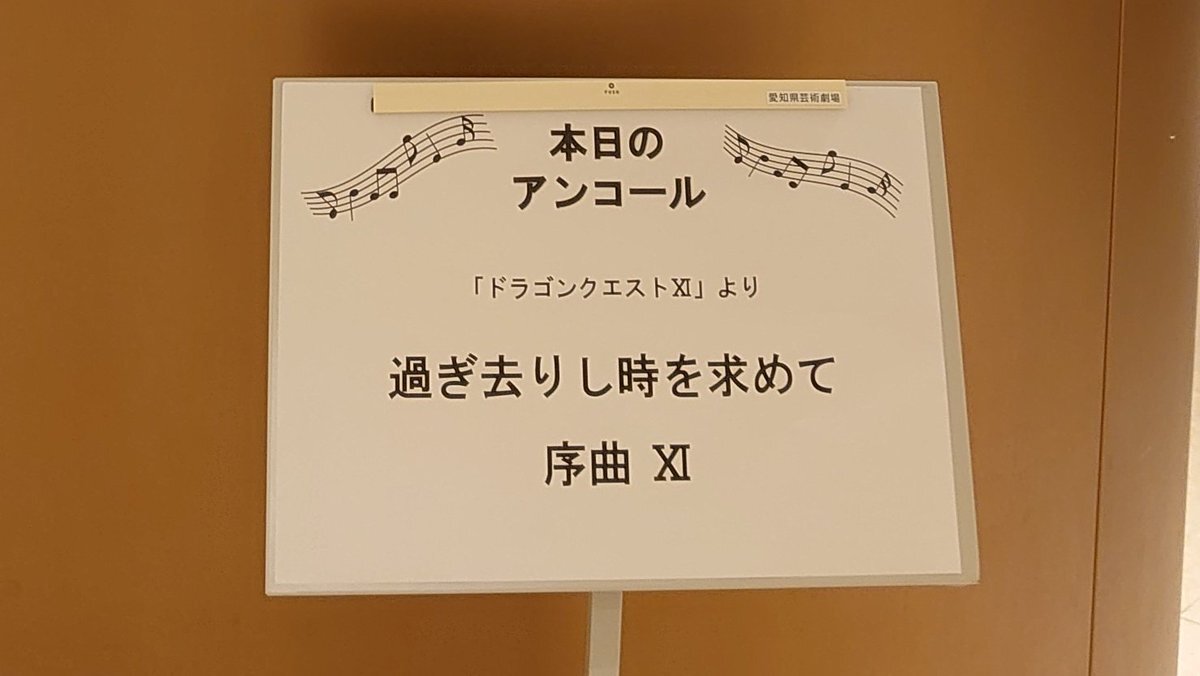 愛知県芸術劇場
本日の
アンコール
「ドラゴンクエストⅪ」より
過ぎ去りし時を求めて
序曲 Ⅺ